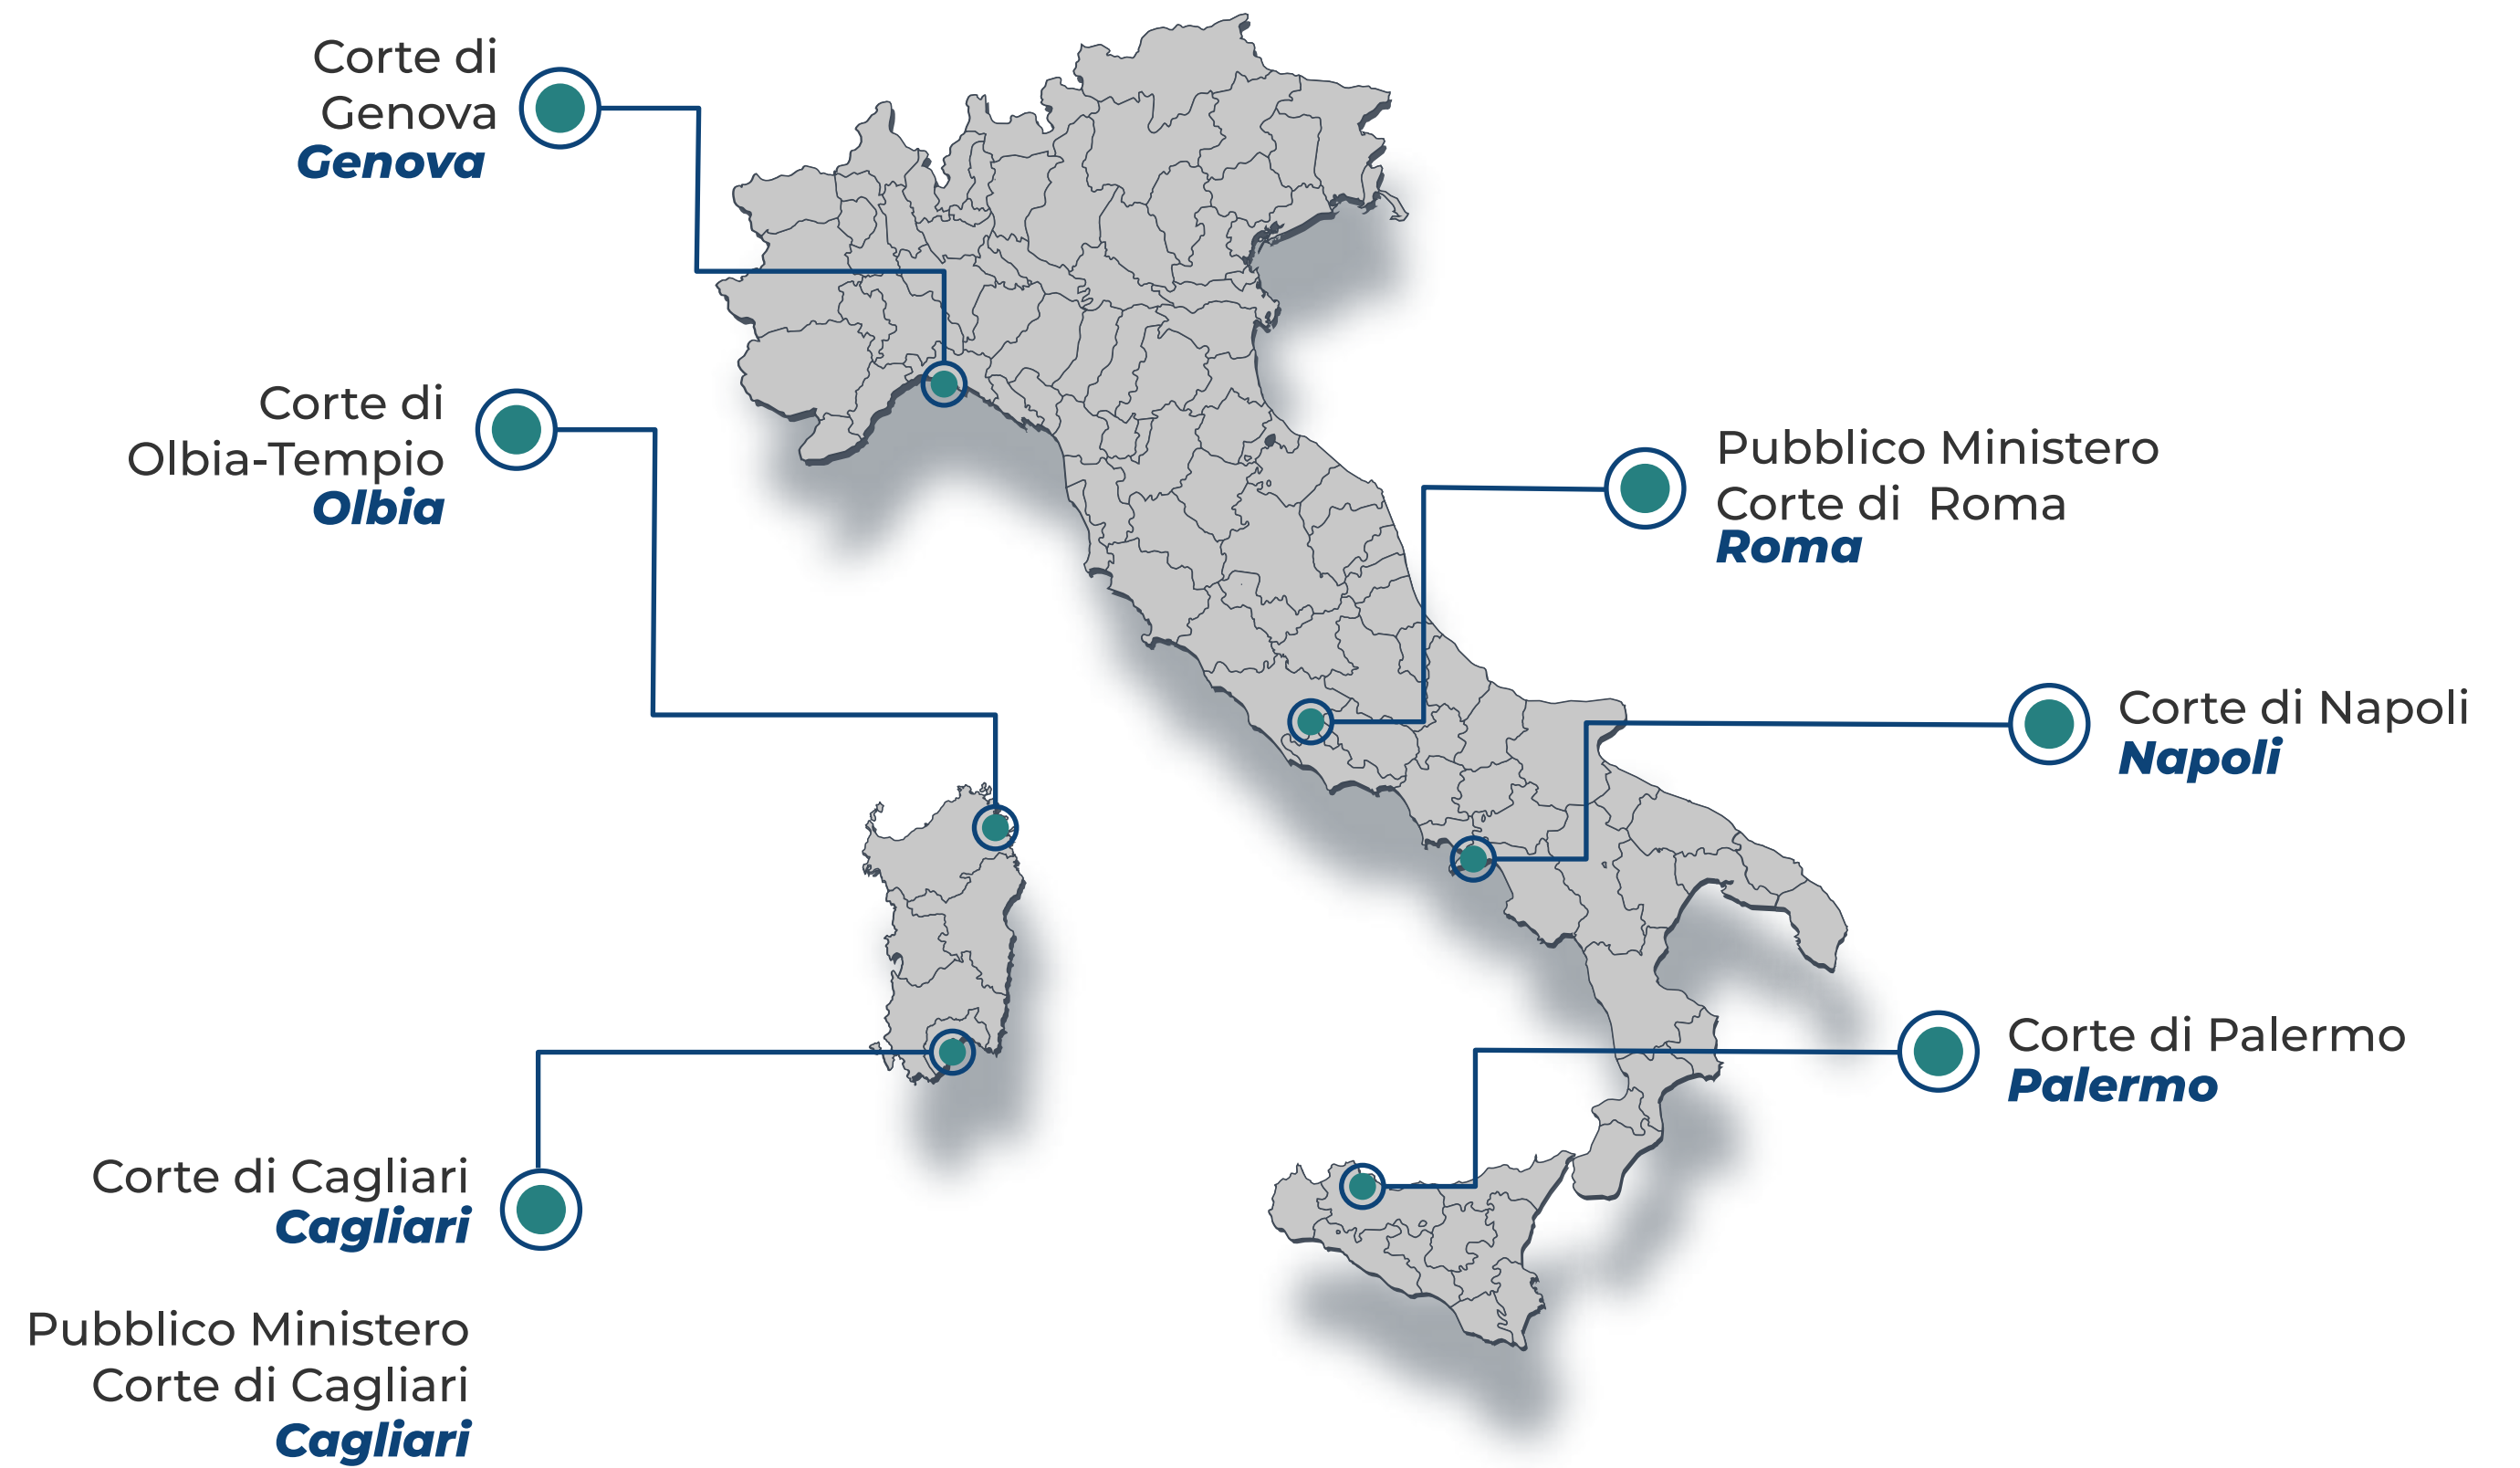 Corte di
Genova
Genova
Corte di
Olbia-Tempio
Olbia
Pubblico Ministero
Corte di Roma
Roma
Corte di Napoli
Napoli
Corte di Palermo
Palermo
Corte di Cagliari
Cagliari
Pubblico Ministero
Corte di Cagliari
Cagliari